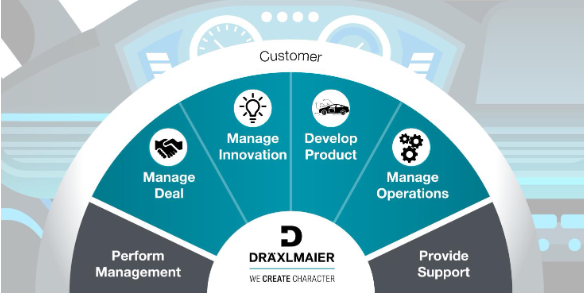 Customer
Manage
Deal
Manage
Innovation
Develop
Product
Manage
Operations
Perform
Management
D
DRÄXLMAIER
WE CREATE CHARACTER
Provide
Support